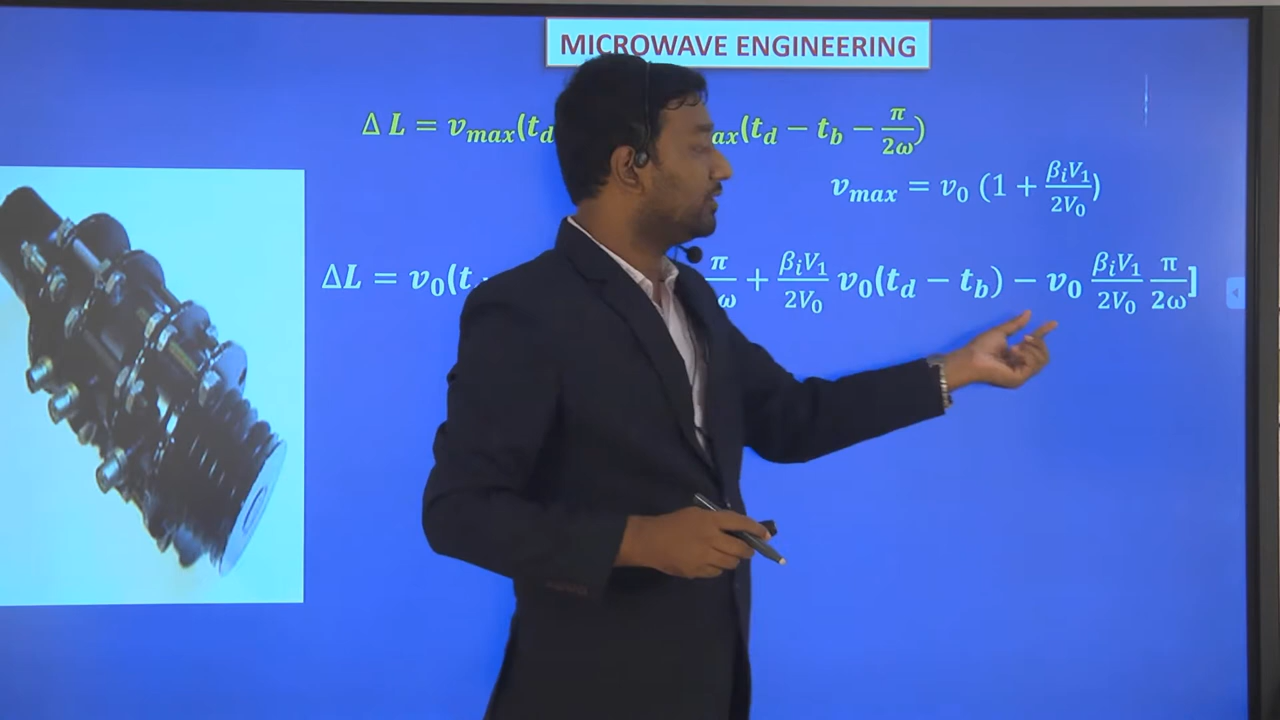 MICROWAVE ENGINEERING
Δ L = v_max(t_d ax(t_d − t_b − π/2ω)
v_max = v_0 (1 + β_iV_1/2V_0)
ΔL = v_0(t π/ω + β_iV_1/2V_0 v_0(t_d − t_b) − v_0 β_iV_1/2V_0 π/2ω]